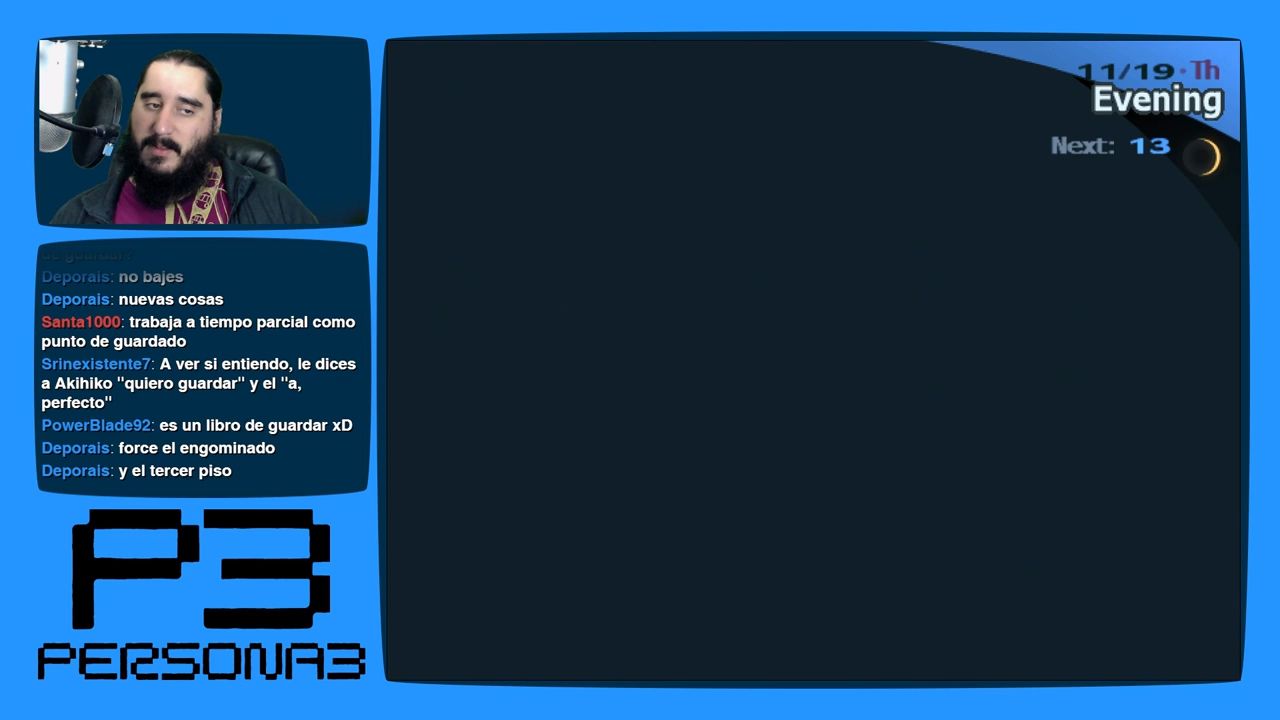 11/19·Th
Evening
Next: 13
de guardar?
Deporais: no bajes
Deporais: nuevas cosas
Santa1000: trabaja a tiempo parcial como
punto de guardado
Srinexistente7: A ver si entiendo, le dices
a Akihiko "quiero guardar" y el "a,
perfecto"
PowerBlade92: es un libro de guardar xD
Deporais: force el engominado
Deporais: y el tercer piso
P3
PERSONA3